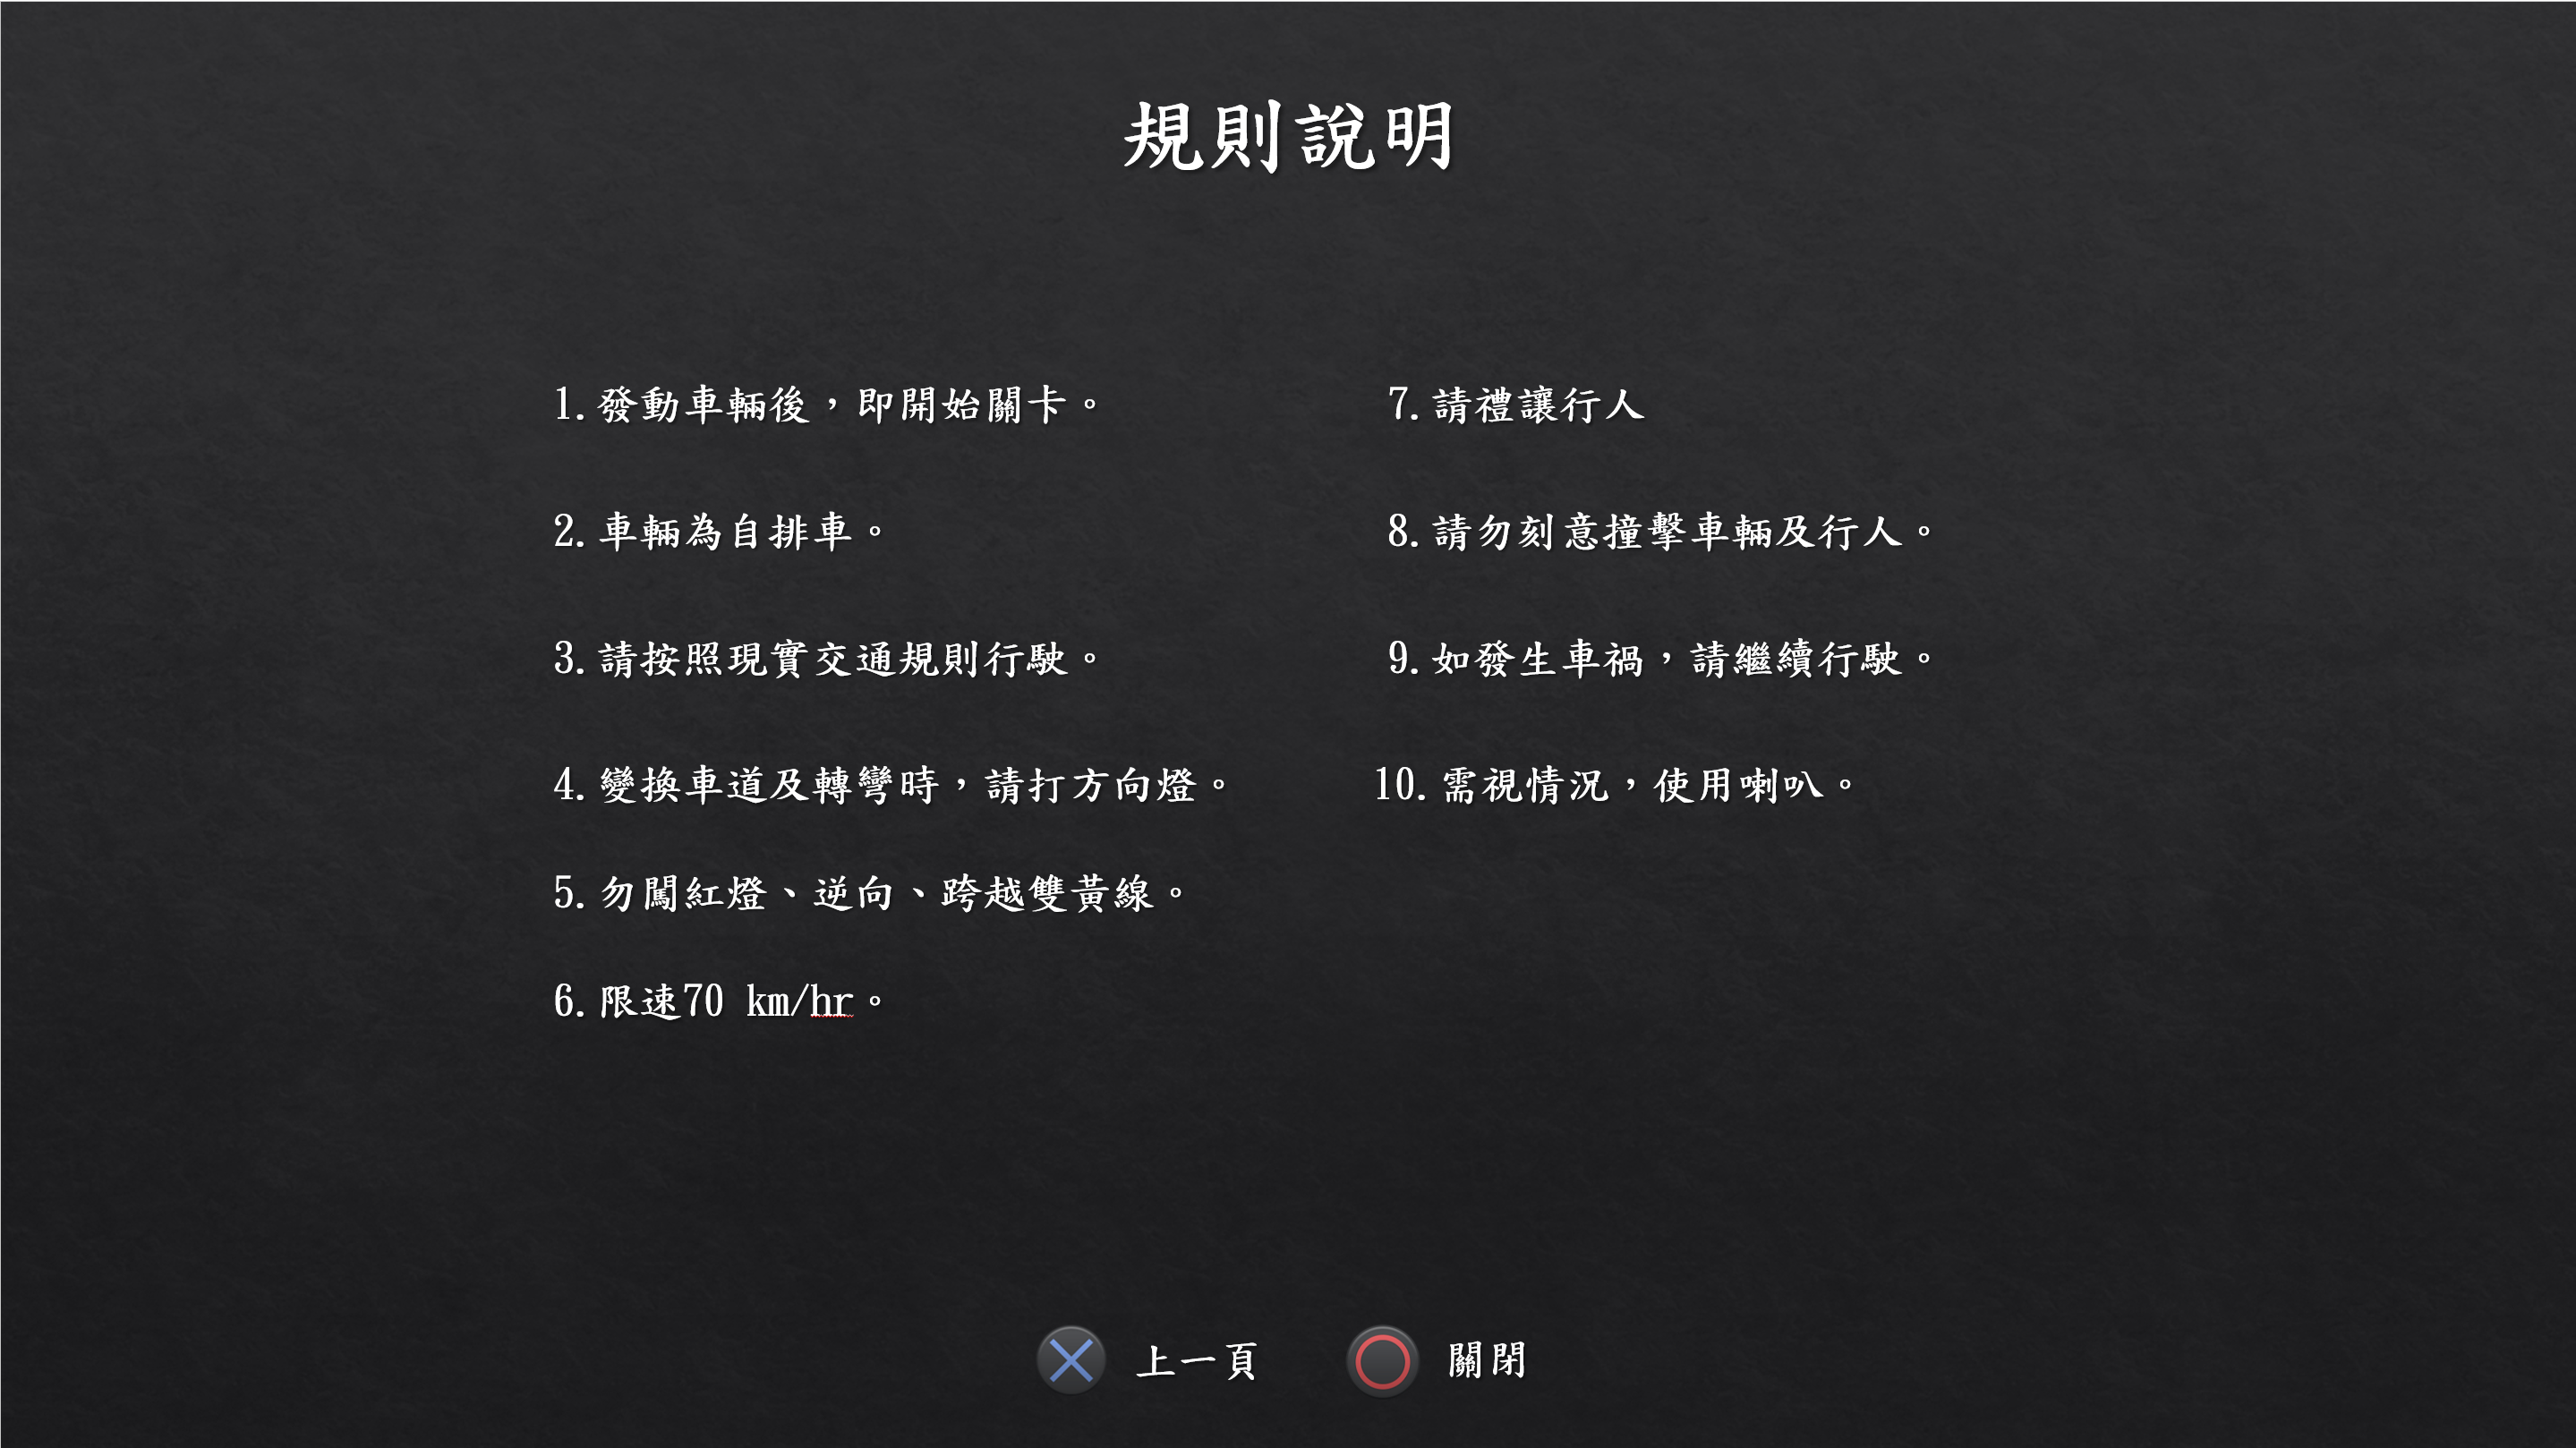 規則說明
1.發動車輛後，即開始關卡。
2.車輛為自排車。
3.請按照現實交通規則行駛。
4.變換車道及轉彎時，請打方向燈。
5.勿闖紅燈、逆向、跨越雙黃線。
6.限速70 km/hr。
7.請禮讓行人
8.請勿刻意撞擊車輛及行人。
9.如發生車禍，請繼續行駛。
10.需視情況，使用喇叭。
上一頁
關閉